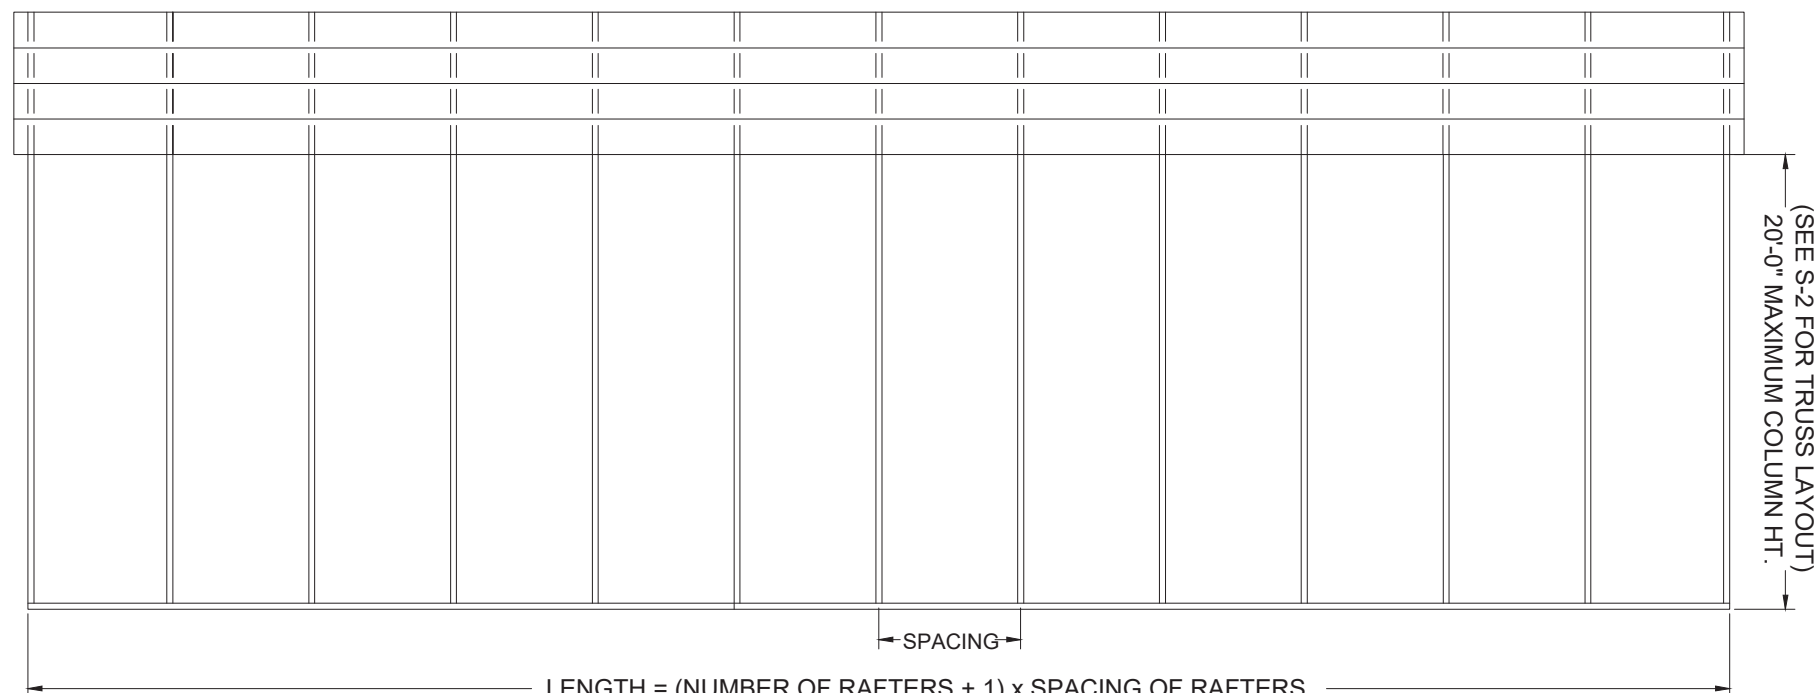 (SEE S-2 FOR TRUSS LAYOUT)
20'-0" MAXIMUM COLUMN HT.
SPACING
LENGTH = (NUMBER OF RAFTERS + 1) x SPACING OF RAFTERS